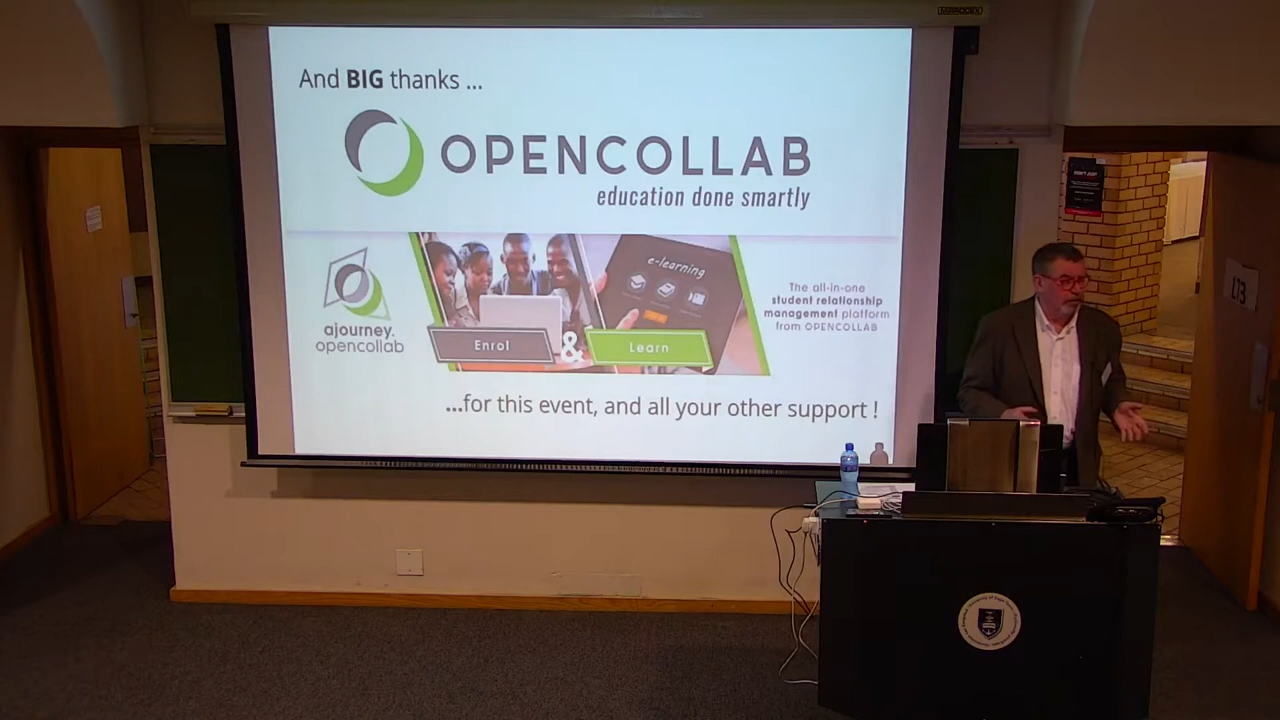 And BIG thanks ...
OPENCOLLAB
education done smartly
e-learning
ajourney.
opencollab
Enrol
&
Learn
The all-in-one
student relationship
management platform
from OPENCOLLAB
...for this event, and all your other support !